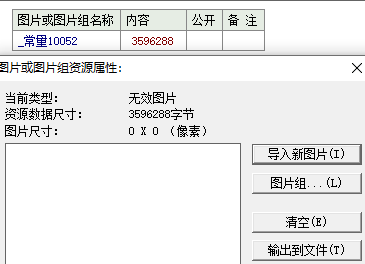 图片或图片组名称 内容 公开 备 注
_常量10052 3596288
图片或图片组资源属性:
当前类型: 无效图片
资源数据尺寸: 3596288字节
图片尺寸: 0 X 0 (像素)
导入新图片(I)
图片组...(L)
清空(E)
输出到文件(T)